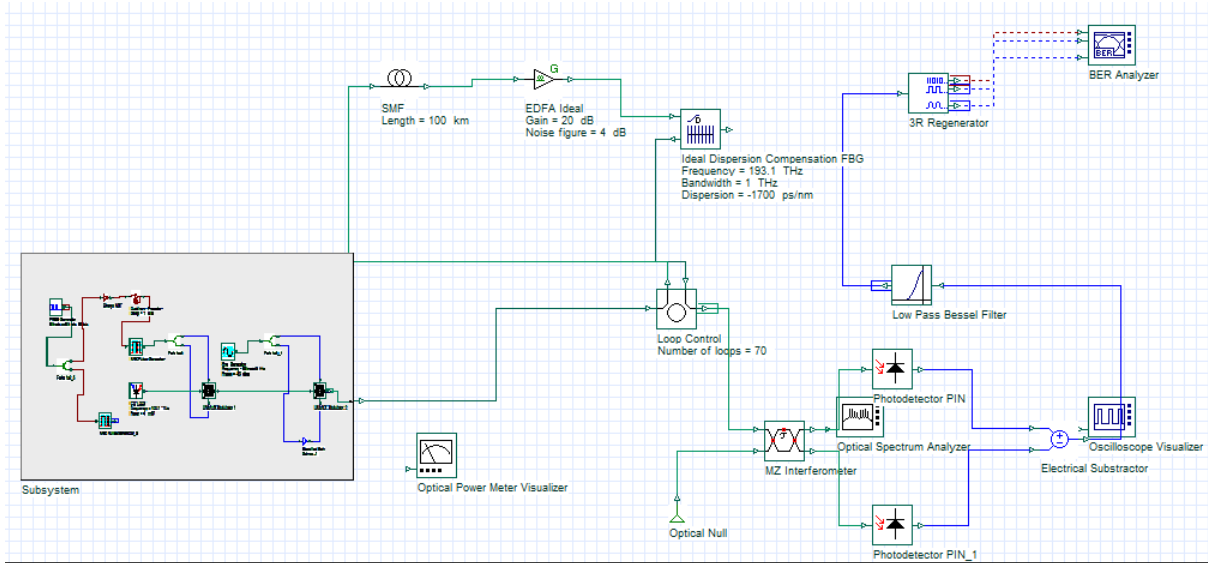 BER
BER Analyzer
G
SMF
Length = 100 km
EDFA Ideal
Gain = 20 dB
Noise figure = 4 dB
3R Regenerator
Ideal Dispersion Compensation FBG
Frequency = 193.1 THz
Bandwidth = 1 THz
Dispersion = -1700 ps/nm
Low Pass Bessel Filter
Loop Control
Number of loops = 70
Photodetector PIN
Optical Spectrum Analyzer
Oscilloscope Visualizer
MZ Interferometer
Electrical Substractor
Optical Power Meter Visualizer
Subsystem
Optical Null
Photodetector PIN_1